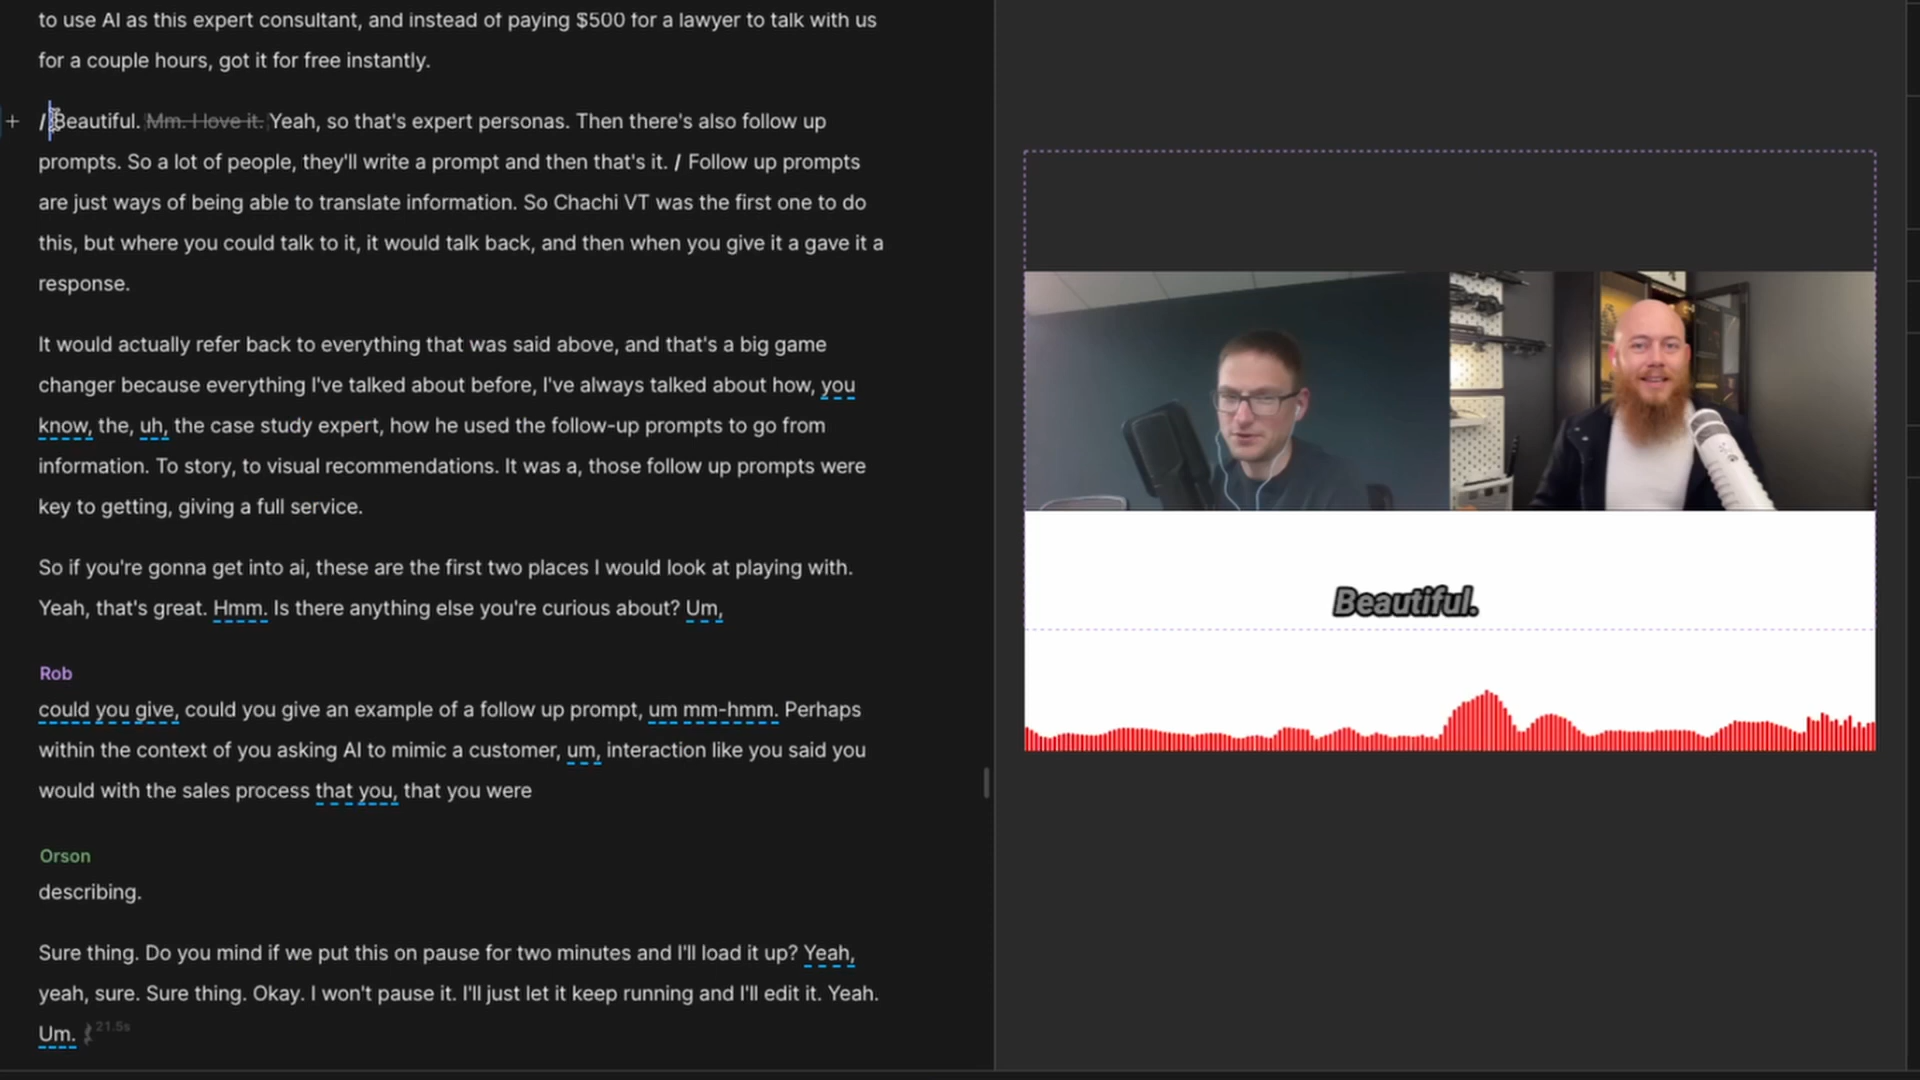 to use AI as this expert consultant, and instead of paying $500 for a lawyer to talk with us
for a couple hours, got it for free instantly.
+ / Beautiful. Mm. I love it. Yeah, so that's expert personas. Then there's also follow up
prompts. So a lot of people, they'll write a prompt and then that's it. / Follow up prompts
are just ways of being able to translate information. So Chachi VT was the first one to do
this, but where you could talk to it, it would talk back, and then when you give it a gave it a
response.
It would actually refer back to everything that was said above, and that's a big game
changer because everything I've talked about before, I've always talked about how, you
know, the, uh, the case study expert, how he used the follow-up prompts to go from
information. To story, to visual recommendations. It was a, those follow up prompts were
key to getting, giving a full service.
So if you're gonna get into ai, these are the first two places I would look at playing with.
Yeah, that's great. Hmm. Is there anything else you're curious about? Um,
Rob
could you give, could you give an example of a follow up prompt, um mm-hmm. Perhaps
within the context of you asking AI to mimic a customer, um, interaction like you said you
would with the sales process that you, that you were
Orson
describing.
Sure thing. Do you mind if we put this on pause for two minutes and I'll load it up? Yeah,
yeah, sure. Sure thing. Okay. I won't pause it. I'll just let it keep running and I'll edit it. Yeah.
Um. 21.5s
Beautiful.